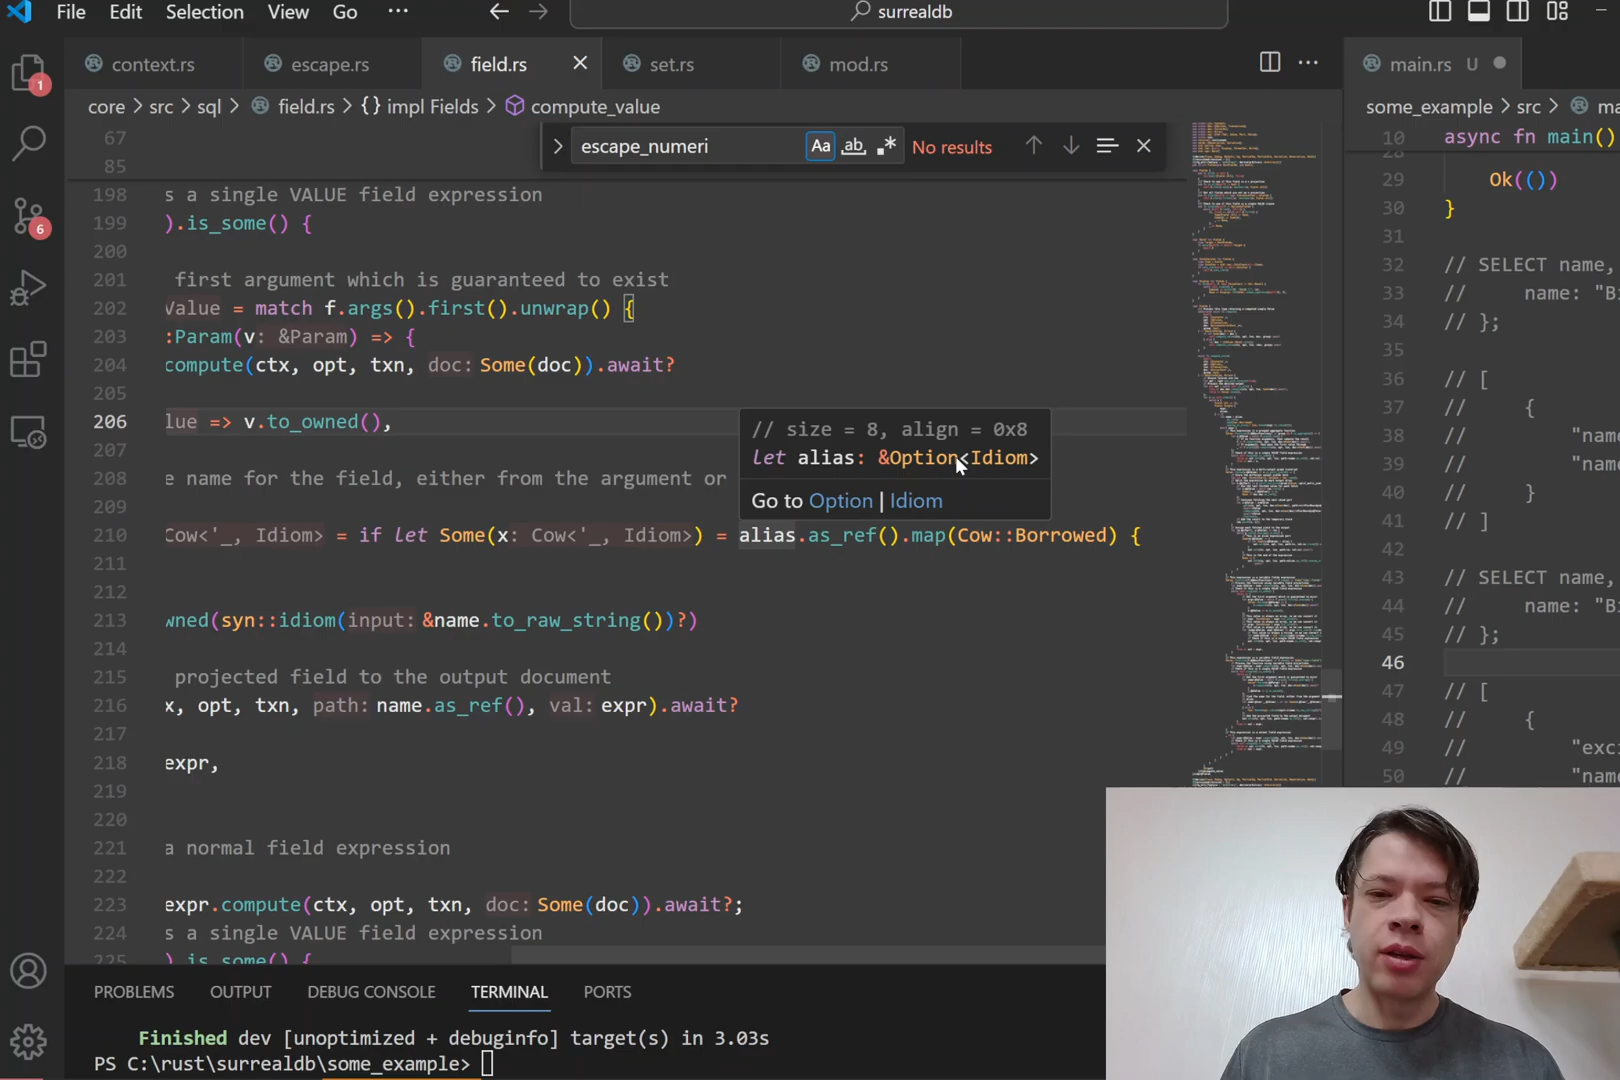 File Edit Selection View Go ··· surrealdb
context.rs escape.rs field.rs set.rs mod.rs
core > src > sql > field.rs > {} impl Fields > compute_value
escape_numeri Aa ab .* No results
67
85
198 s a single VALUE field expression
199 ).is_some() {
200
201 first argument which is guaranteed to exist
202 Value = match f.args().first().unwrap() {
203 :Param(v: &Param) => {
204 compute(ctx, opt, txn, doc: Some(doc)).await?
205
206 lue => v.to_owned(),
207
208 e name for the field, either from the argument or
209
210 Cow<'_, Idiom> = if let Some(x: Cow<'_, Idiom>) = alias.as_ref().map(Cow::Borrowed) {
211
212
213 wned(syn::idiom(input: &name.to_raw_string())?)
214
215 projected field to the output document
216 x, opt, txn, path: name.as_ref(), val: expr).await?
217
218 expr,
219
220
221 a normal field expression
222
223 expr.compute(ctx, opt, txn, doc: Some(doc)).await?;
224 s a single VALUE field expression
225 ).is_some() {
// size = 8, align = 0x8
let alias: &Option<Idiom>
Go to Option | Idiom
main.rs U
some_example > src > ma
10 async fn main()
28
29 Ok(())
30 }
31
32 // SELECT name,
33 // name: "B
34 // };
35
36 // [
37 // {
38 // "name
39 // "name
40 // }
41 // ]
42
43 // SELECT name,
44 // name: "B
45 // };
46
47 // [
48 // {
49 // "exc
50 // "name
1
6
PROBLEMS OUTPUT DEBUG CONSOLE TERMINAL PORTS
Finished dev [unoptimized + debuginfo] target(s) in 3.03s
PS C:\rust\surrealdb\some_example>